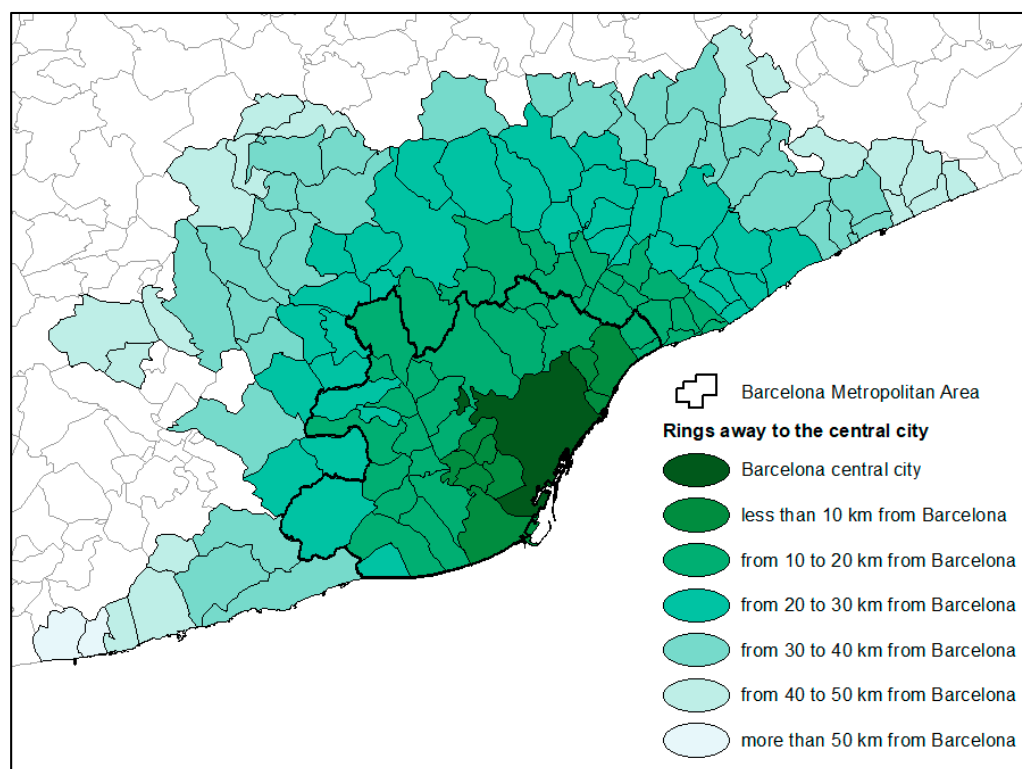 Barcelona Metropolitan Area
Rings away to the central city
Barcelona central city
less than 10 km from Barcelona
from 10 to 20 km from Barcelona
from 20 to 30 km from Barcelona
from 30 to 40 km from Barcelona
from 40 to 50 km from Barcelona
more than 50 km from Barcelona